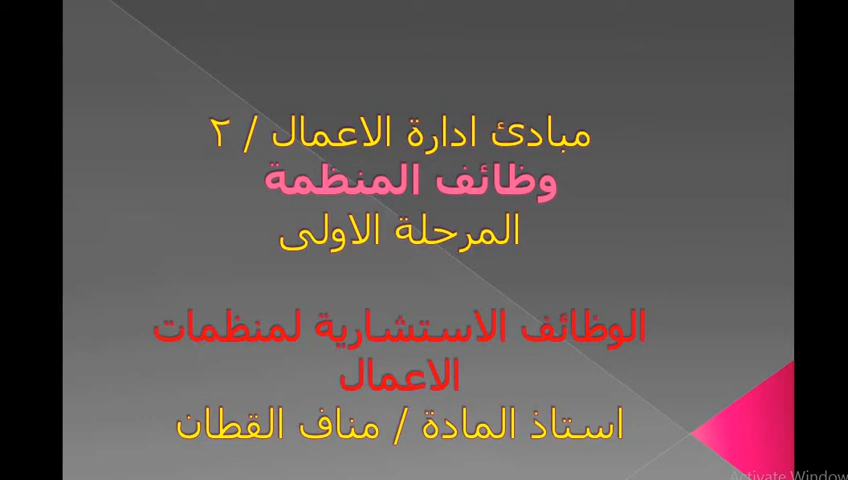 مبادئ ادارة الاعمال / ٢
وظائف المنظمة
المرحلة الاولى
الوظائف الاستشارية لمنظمات
الاعمال
استاذ المادة / مناف القطان
Activate Window